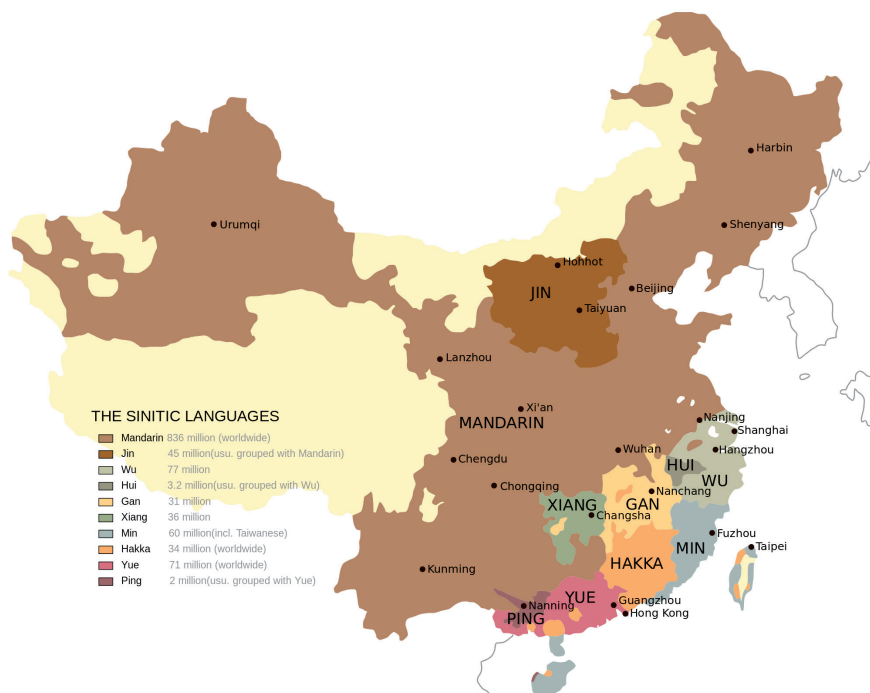 Harbin
Urumqi
Shenyang
Hohhot
Beijing
JIN
Taiyuan
Lanzhou
Xi'an
MANDARIN
Nanjing
Shanghai
Wuhan
Hangzhou
Chengdu
HUI
WU
Chongqing
Nanchang
XIANG
GAN
Changsha
Fuzhou
MIN
Taipei
HAKKA
Kunming
YUE
Guangzhou
Nanning
Hong Kong
PING
THE SINITIC LANGUAGES
Mandarin 836 million (worldwide)
Jin 45 million(usu. grouped with Mandarin)
Wu 77 million
Hui 3.2 million(usu. grouped with Wu)
Gan 31 million
Xiang 36 million
Min 60 million(incl. Taiwanese)
Hakka 34 million (worldwide)
Yue 71 million (worldwide)
Ping 2 million(usu. grouped with Yue)